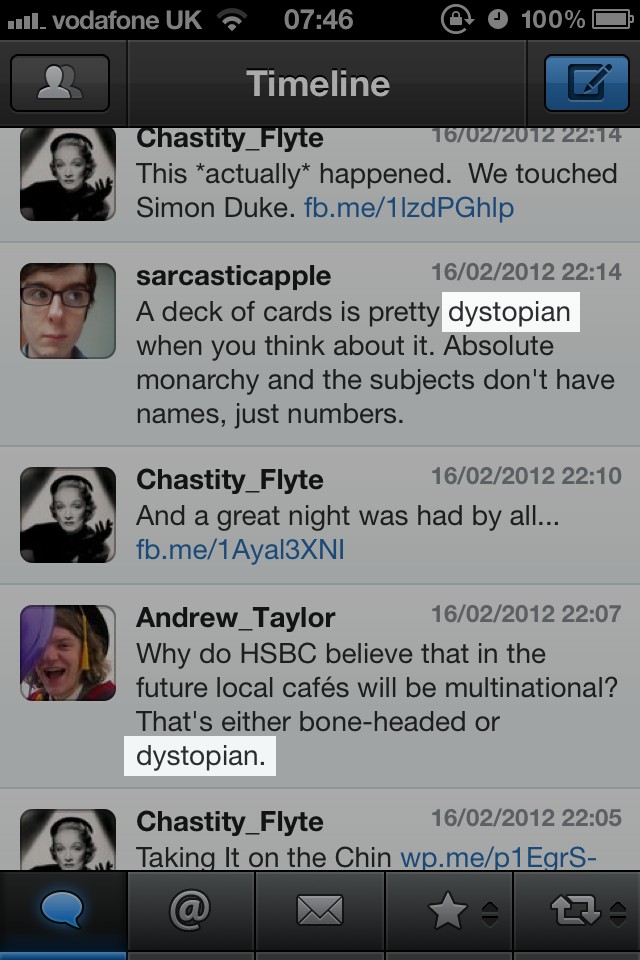 vodafone UK 07:46 100%
Timeline
Chastity_Flyte 16/02/2012 22:14
This *actually* happened. We touched
Simon Duke. fb.me/1lzdPGhlp
sarcasticapple 16/02/2012 22:14
A deck of cards is pretty dystopian
when you think about it. Absolute
monarchy and the subjects don't have
names, just numbers.
Chastity_Flyte 16/02/2012 22:10
And a great night was had by all...
fb.me/1Ayal3XNI
Andrew_Taylor 16/02/2012 22:07
Why do HSBC believe that in the
future local cafés will be multinational?
That's either bone-headed or
dystopian.
Chastity_Flyte 16/02/2012 22:05
Taking It on the Chin wp.me/p1EgrS-
@